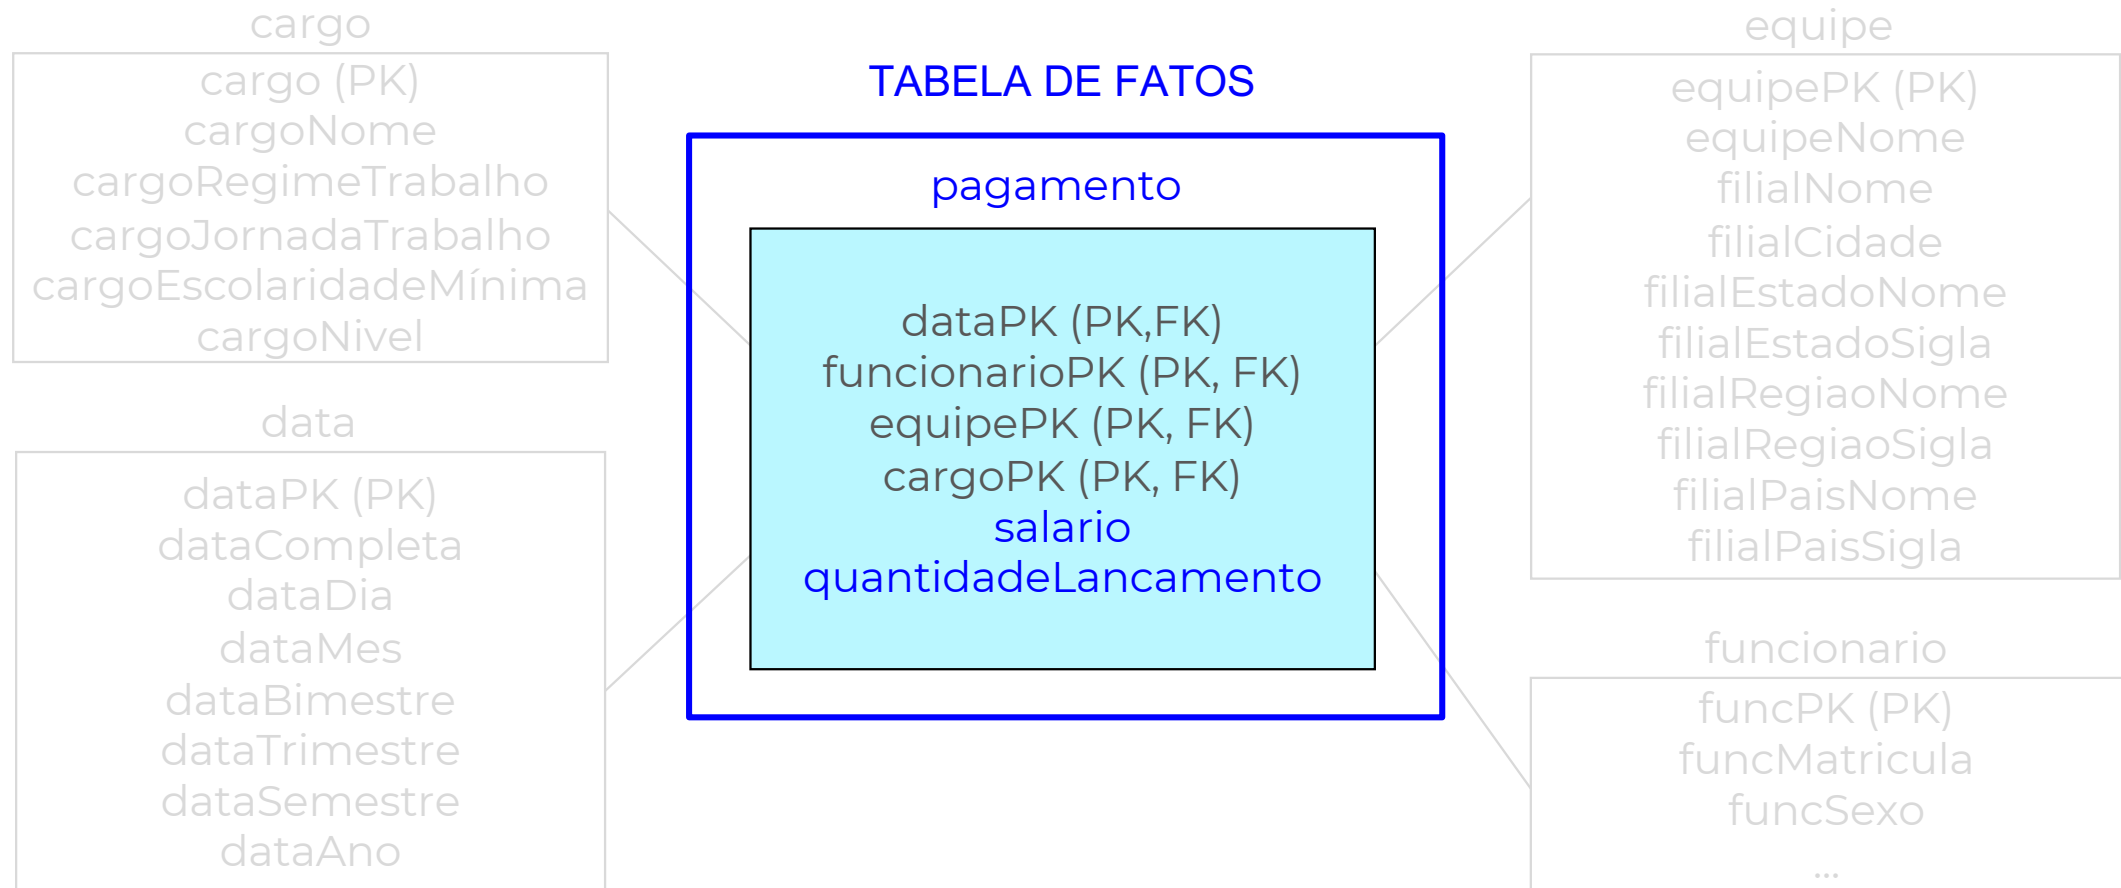 cargo
cargo (PK)
cargoNome
cargoRegimeTrabalho
cargoJornadaTrabalho
cargoEscolaridadeMínima
cargoNivel
data
dataPK (PK)
dataCompleta
dataDia
dataMes
dataBimestre
dataTrimestre
dataSemestre
dataAno
TABELA DE FATOS
pagamento
dataPK (PK,FK)
funcionarioPK (PK, FK)
equipePK (PK, FK)
cargoPK (PK, FK)
salario
quantidadeLancamento
equipe
equipePK (PK)
equipeNome
filialNome
filialCidade
filialEstadoNome
filialEstadoSigla
filialRegiaoNome
filialRegiaoSigla
filialPaisNome
filialPaisSigla
funcionario
funcPK (PK)
funcMatricula
funcSexo
...